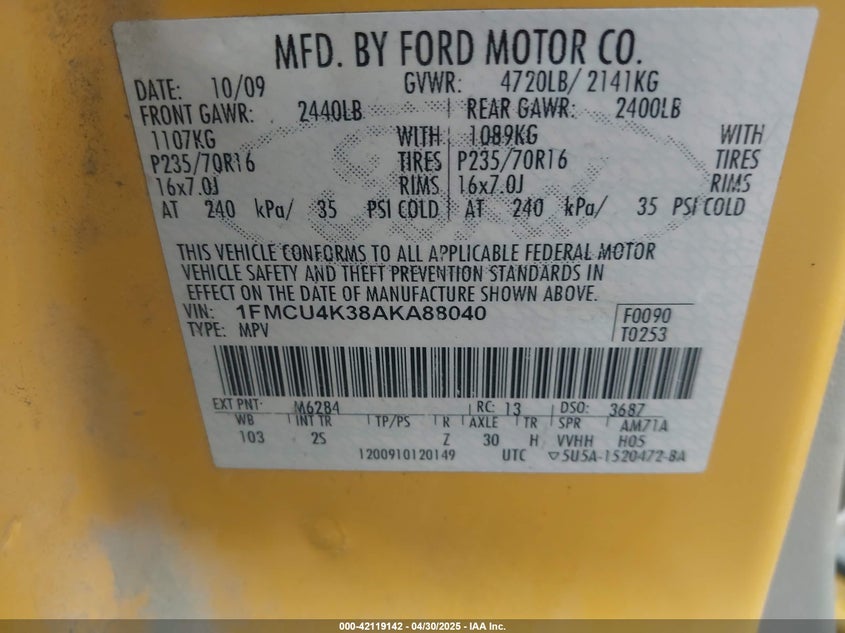 MFD. BY FORD MOTOR CO.
DATE: 10/09 GVWR: 4720LB/ 2141KG
FRONT GAWR: 2440LB REAR GAWR: 2400LB
1107KG WITH 1089KG WITH
P235/70R16 TIRES P235/70R16 TIRES
16x7.0J RIMS 16x7.0J RIMS
AT 240 kPa/ 35 PSI COLD AT 240 kPa/ 35 PSI COLD
THIS VEHICLE CONFORMS TO ALL APPLICABLE FEDERAL MOTOR
VEHICLE SAFETY AND THEFT PREVENTION STANDARDS IN
EFFECT ON THE DATE OF MANUFACTURE SHOWN ABOVE.
VIN: 1FMCU4K38AKA88040 F0090
TYPE: MPV T0253
EXT PNT: M6284 RC: 13 DSO: 3687
WB INT TR TP/PS R AXLE TR SPR AM71A
103 2S Z 30 H VVHH H05
1200910120149 UTC ▽5U5A-1520472-BA
000-42119142 - 04/30/2025 - IAA Inc.